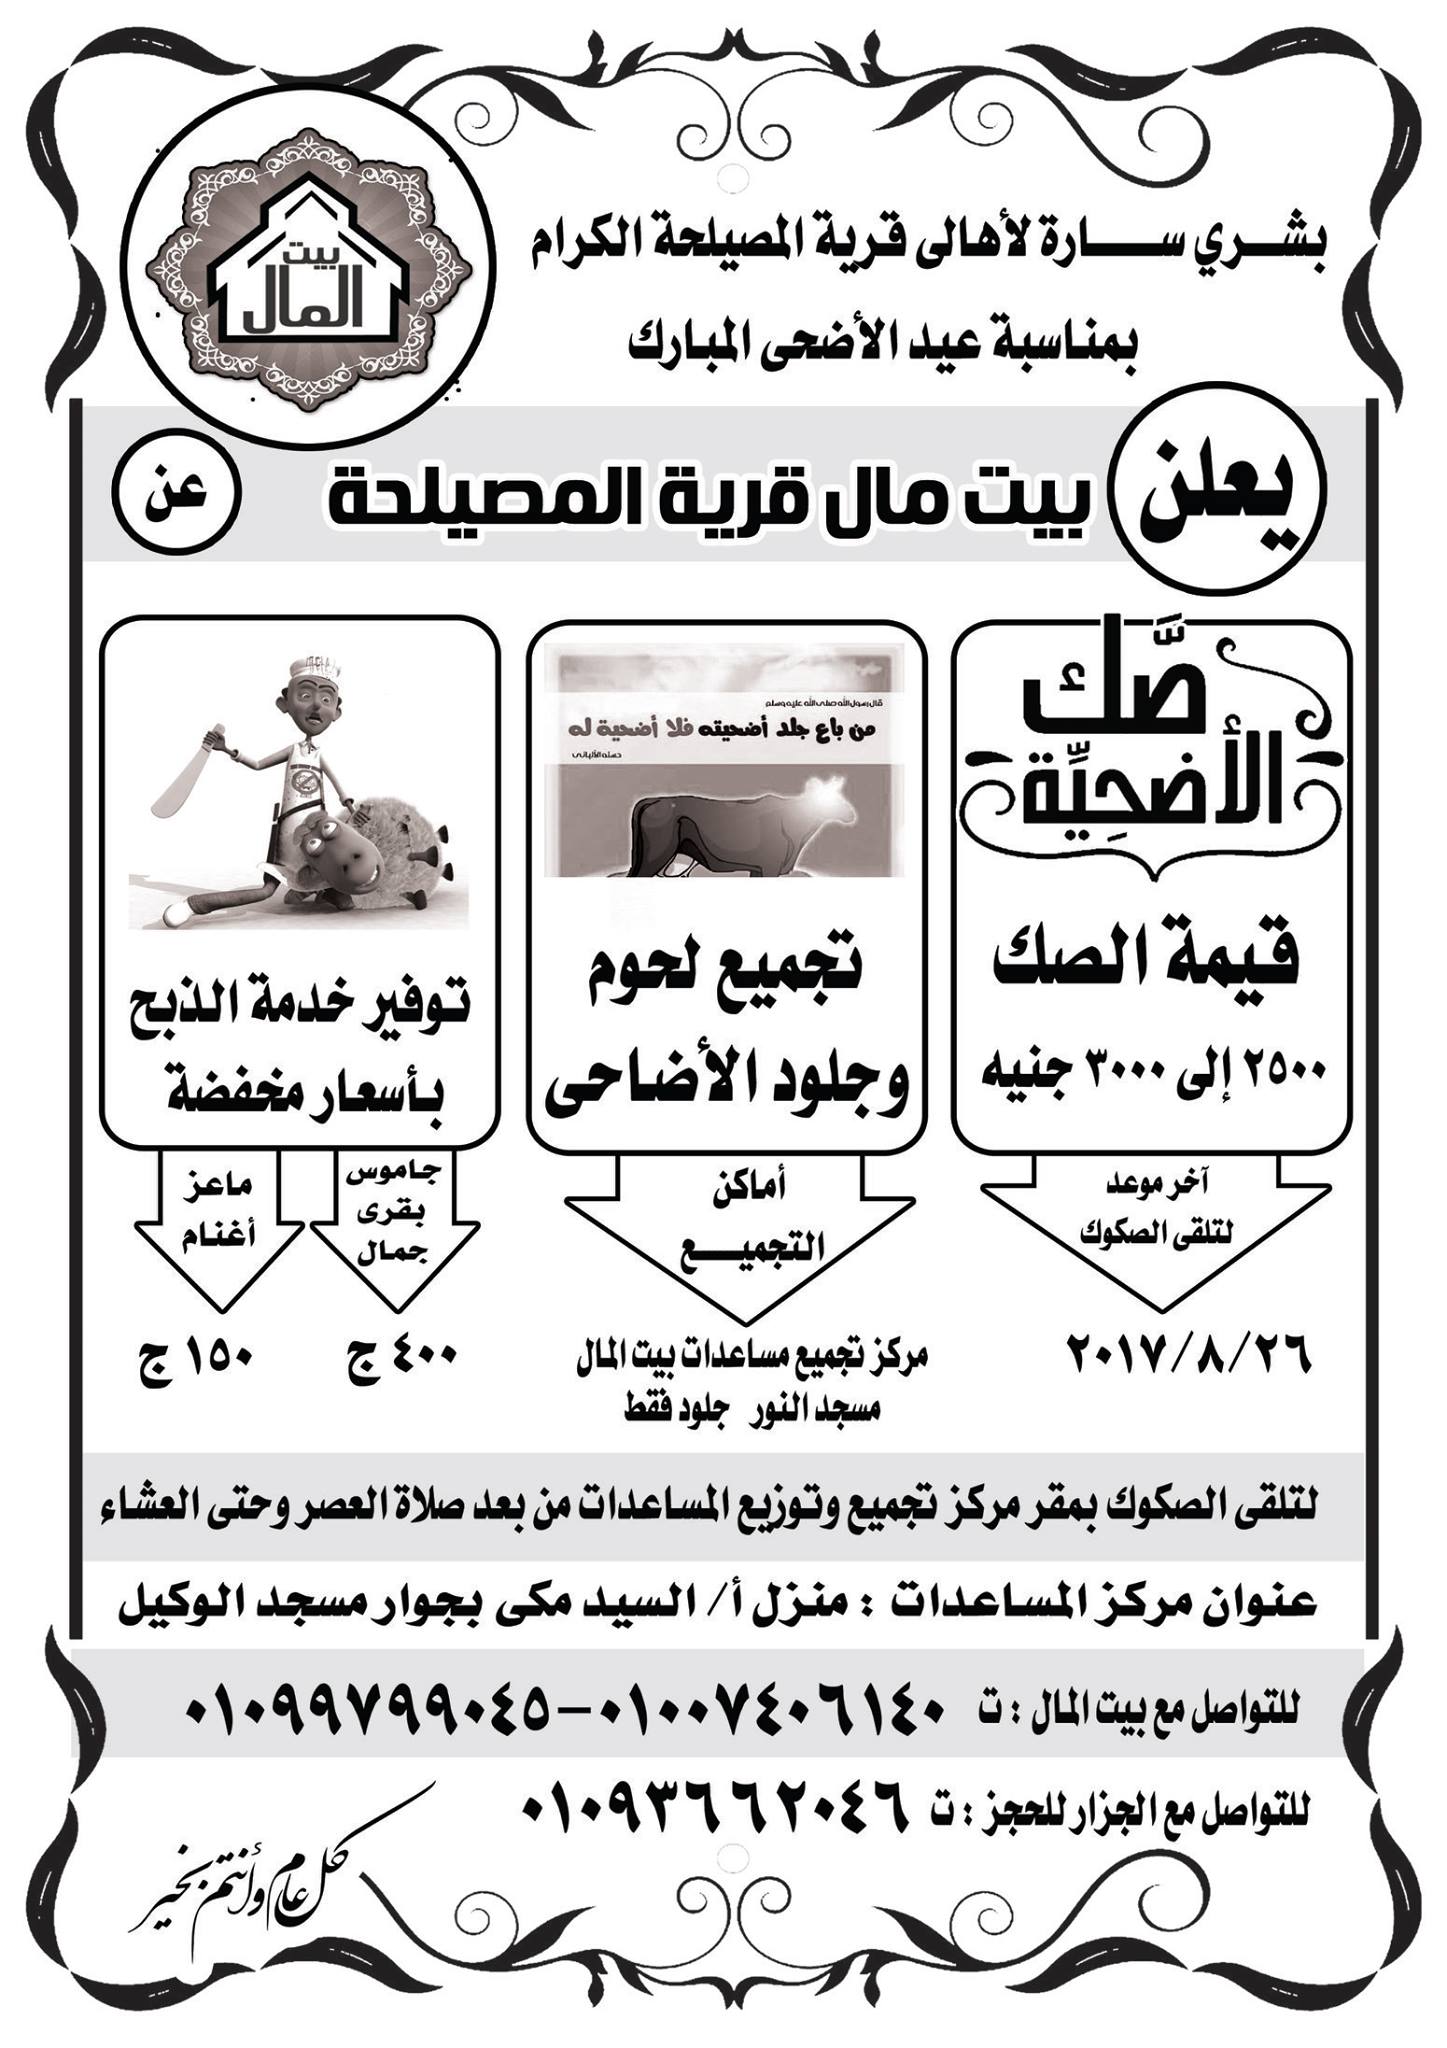 بيت
المال
بشري سارة لأهالى قرية المصيلحة الكرام
بمناسبة عيد الأضحى المبارك
يعلن
بيت مال قرية المصيلحة
عن
صَّك
الأضحِيِّة
قيمة الصك
٢٥٠٠ إلى ٣٠٠٠ جنيه
آخر موعد
لتلقى الصكوك
٢٠١٧/٨/٢٦
قال رسول الله صلى الله عليه وسلم
من باع جلد أضحيته فلا أضحية له
حسنه الألبانى
تجميع لحوم
وجلود الأضاحى
أماكن
التجميع
مركز تجميع مساعدات بيت المال
مسجد النور جلود فقط
توفير خدمة الذبح
بأسعار مخفضة
جاموس
بقرى
جمال
٤٠٠ ج
ماعز
أغنام
١٥٠ ج
لتلقى الصكوك بمقر مركز تجميع وتوزيع المساعدات من بعد صلاة العصر وحتى العشاء
عنوان مركز المساعدات : منزل أ/ السيد مكى بجوار مسجد الوكيل
للتواصل مع بيت المال : ت ٠١٠٠٧٤٠٦١٤٠-٠١٠٩٩٧٩٩٠٤٥
للتواصل مع الجزار للحجز : ت ٠١٠٩٣٦٦٢٠٤٦
كل عام وأنتم بخير